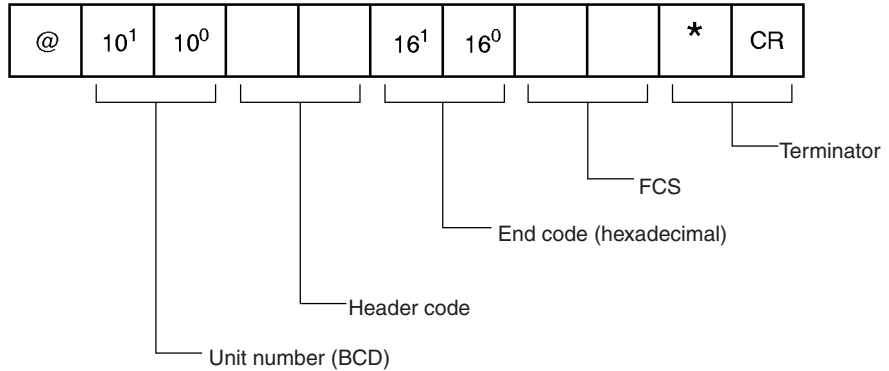 @ 10¹ 10⁰ 16¹ 16⁰ * CR
Terminator
FCS
End code (hexadecimal)
Header code
Unit number (BCD)